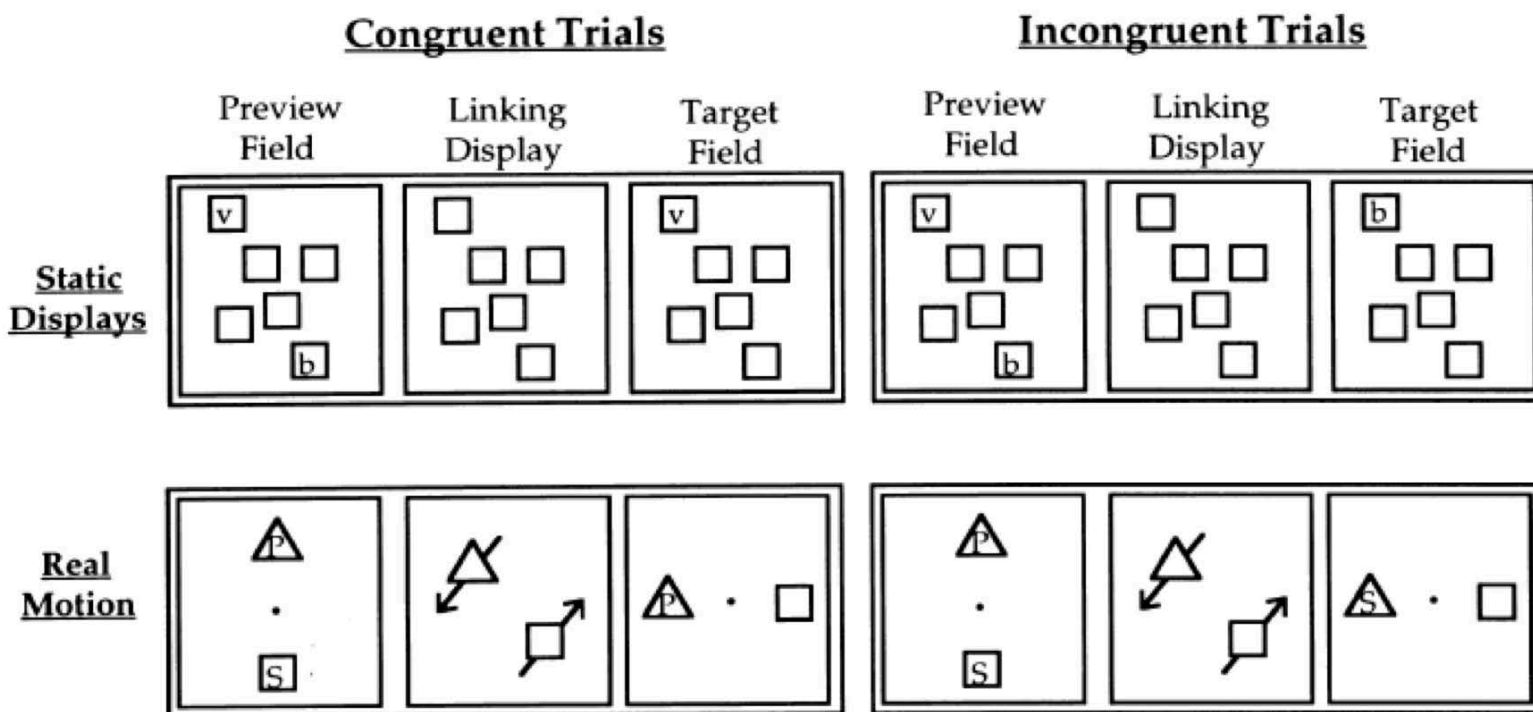 Congruent Trials
Incongruent Trials
Preview Field
Linking Display
Target Field
Preview Field
Linking Display
Target Field
Static Displays
v
b
v
v
b
b
Real Motion
P
S
P
P
S
S